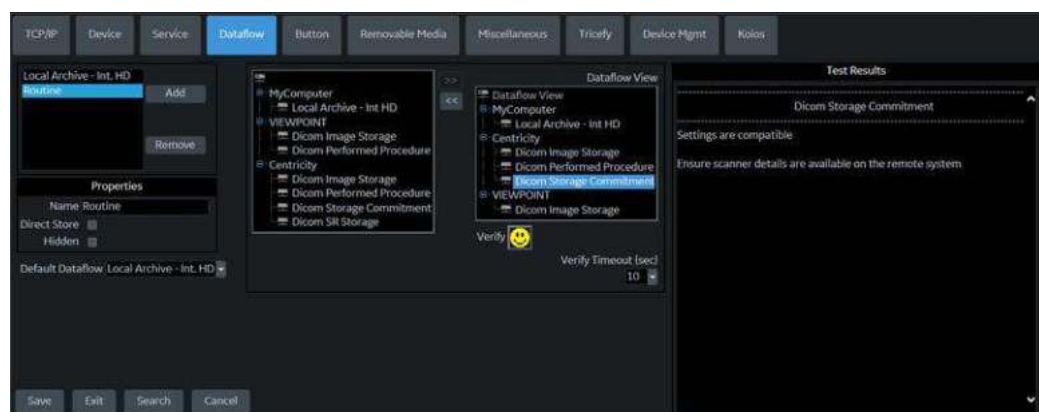 TCP/IP Device Service Dataflow Button Removable Media Miscellaneous Tricefy Device Mgmt Kolos
Local Archive - Int. HD
Routine
Add
Remove
Properties
Name Routine
Direct Store
Hidden
Default Dataflow Local Archive - Int. HD
MyComputer
Local Archive - Int HD
VIEWPOINT
Dicom Image Storage
Dicom Performed Procedure
Centricity
Dicom Image Storage
Dicom Performed Procedure
Dicom Storage Commitment
Dicom SR Storage
>>
<<
Dataflow View
Dataflow View
MyComputer
Local Archive - Int HD
Centricity
Dicom Image Storage
Dicom Performed Procedure
Dicom Storage Commitment
VIEWPOINT
Dicom Image Storage
Verify
Verify Timeout (sec)
10
Test Results
Dicom Storage Commitment
Settings are compatible
Ensure scanner details are available on the remote system
Save Exit Search Cancel